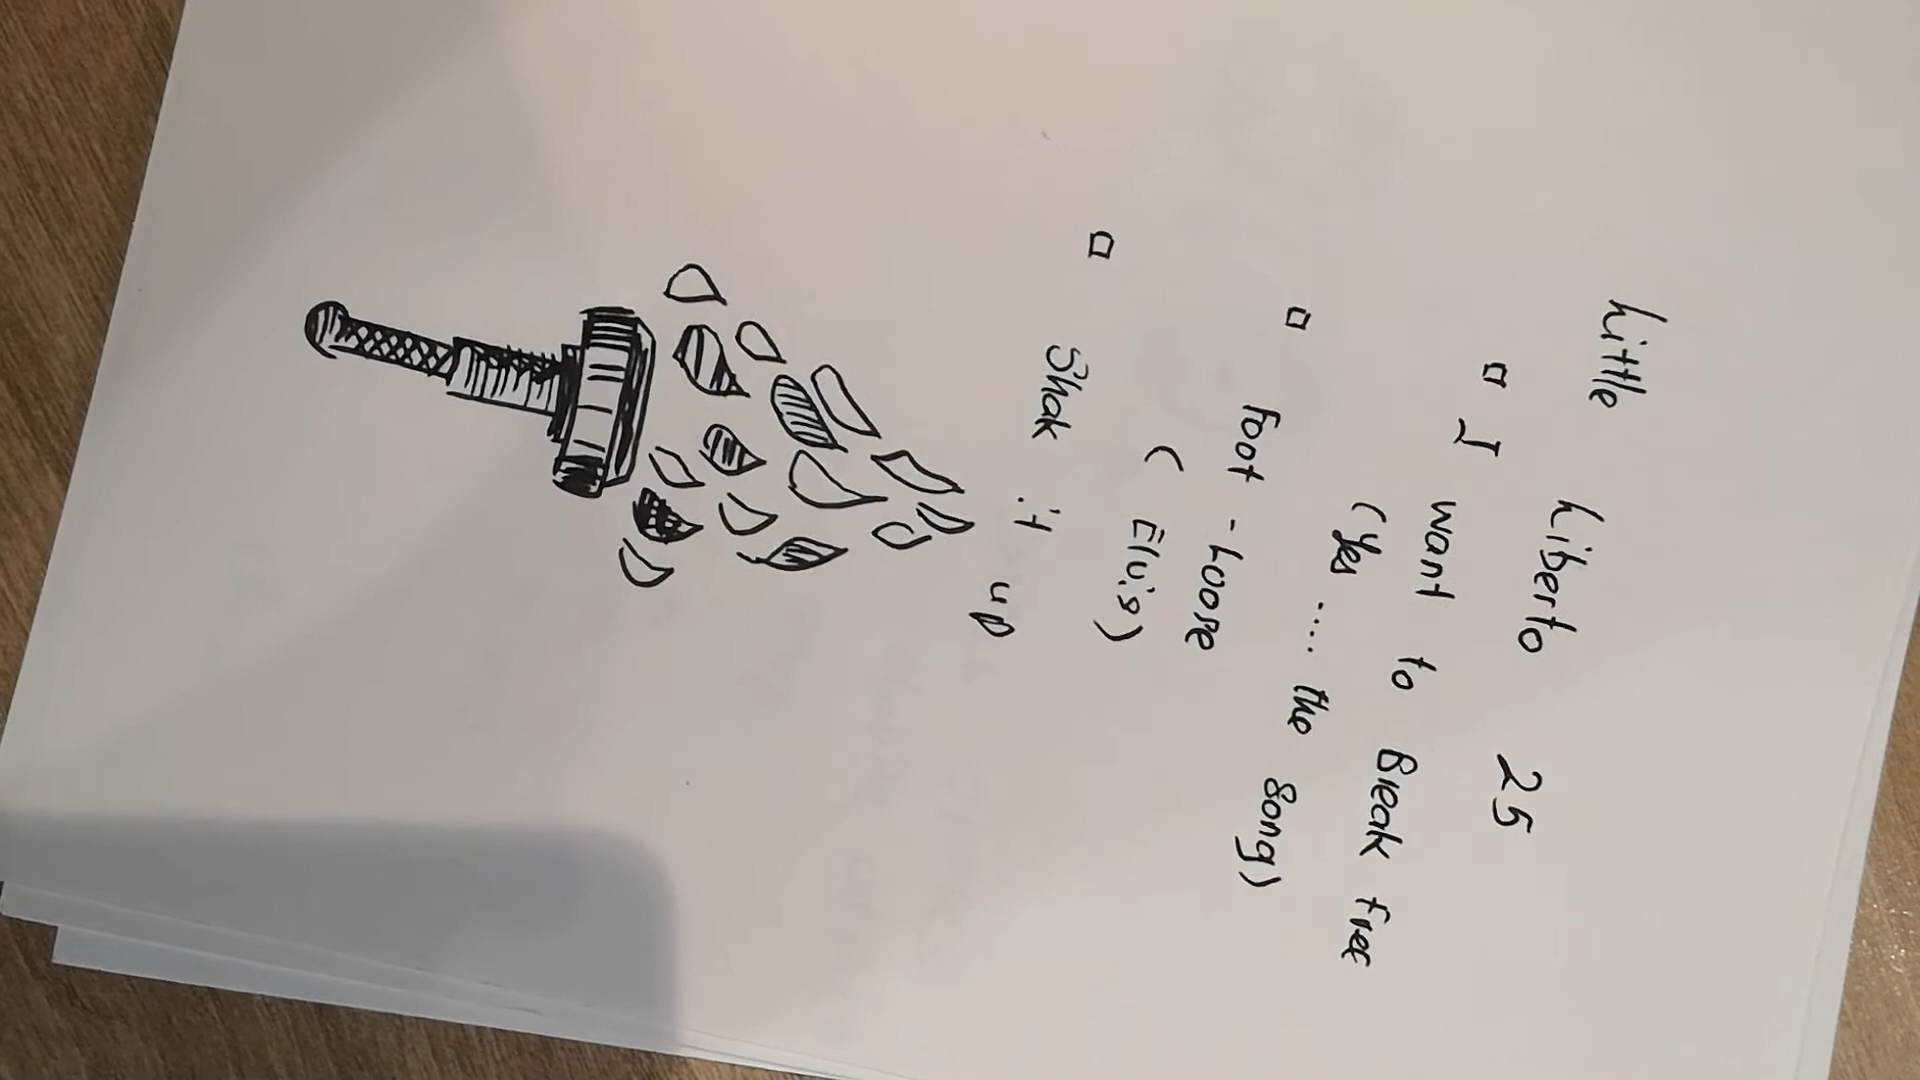 Little Liberto 25
I want to Break free
(yes ..... the song)
foot - Loose
( Elvis)
Shak it up